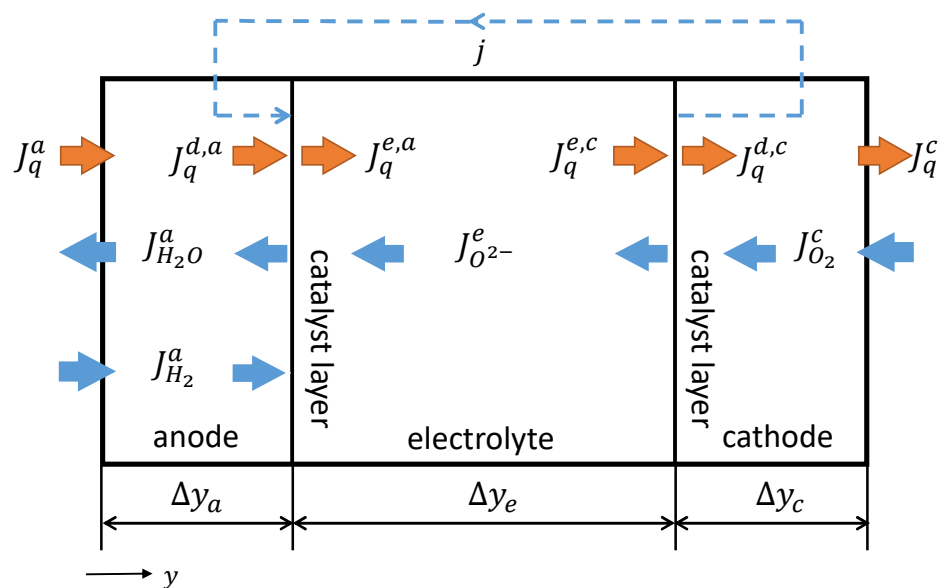 j
J_q^a
J_q^{d,a}
J_q^{e,a}
J_q^{e,c}
J_q^{d,c}
J_q^c
J_{H_2O}^a
J_{O^{2-}}^e
J_{O_2}^c
J_{H_2}^a
catalyst layer
catalyst layer
anode
electrolyte
cathode
Δy_a
Δy_e
Δy_c
y